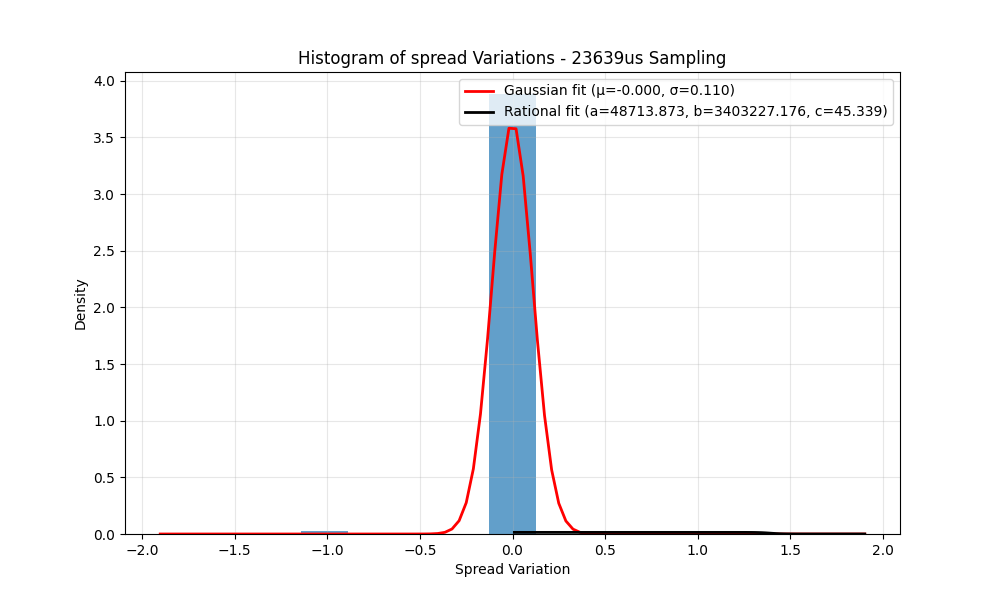 Histogram of spread Variations - 23639us Sampling
Gaussian fit (μ=-0.000, σ=0.110)
Rational fit (a=48713.873, b=3403227.176, c=45.339)
Density
4.0
3.5
3.0
2.5
2.0
1.5
1.0
0.5
0.0
−2.0 −1.5 −1.0 −0.5 0.0 0.5 1.0 1.5 2.0
Spread Variation